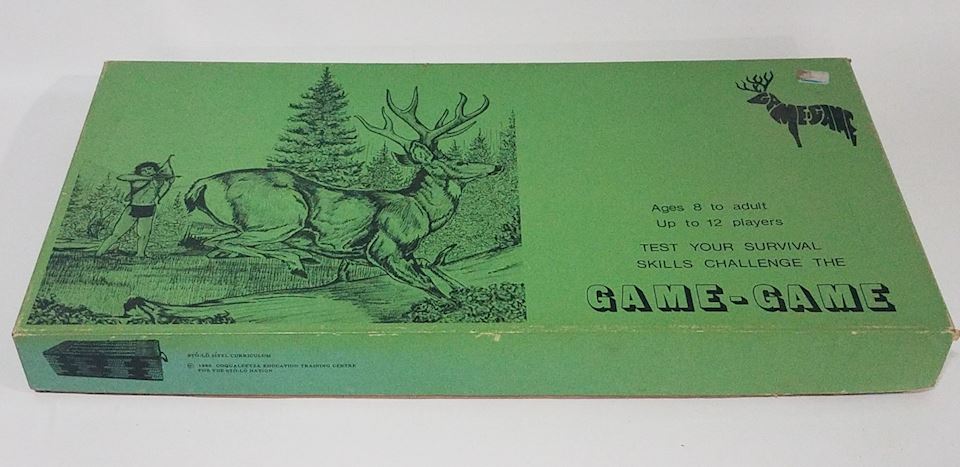 GAME-GAME
Ages 8 to adult
Up to 12 players
TEST YOUR SURVIVAL
SKILLS CHALLENGE THE
GAME-GAME
STÓ:LŌ SITEL CURRICULUM
© COQUALEETZA EDUCATION TRAINING CENTRE
FOR THE STÓ:LŌ NATION